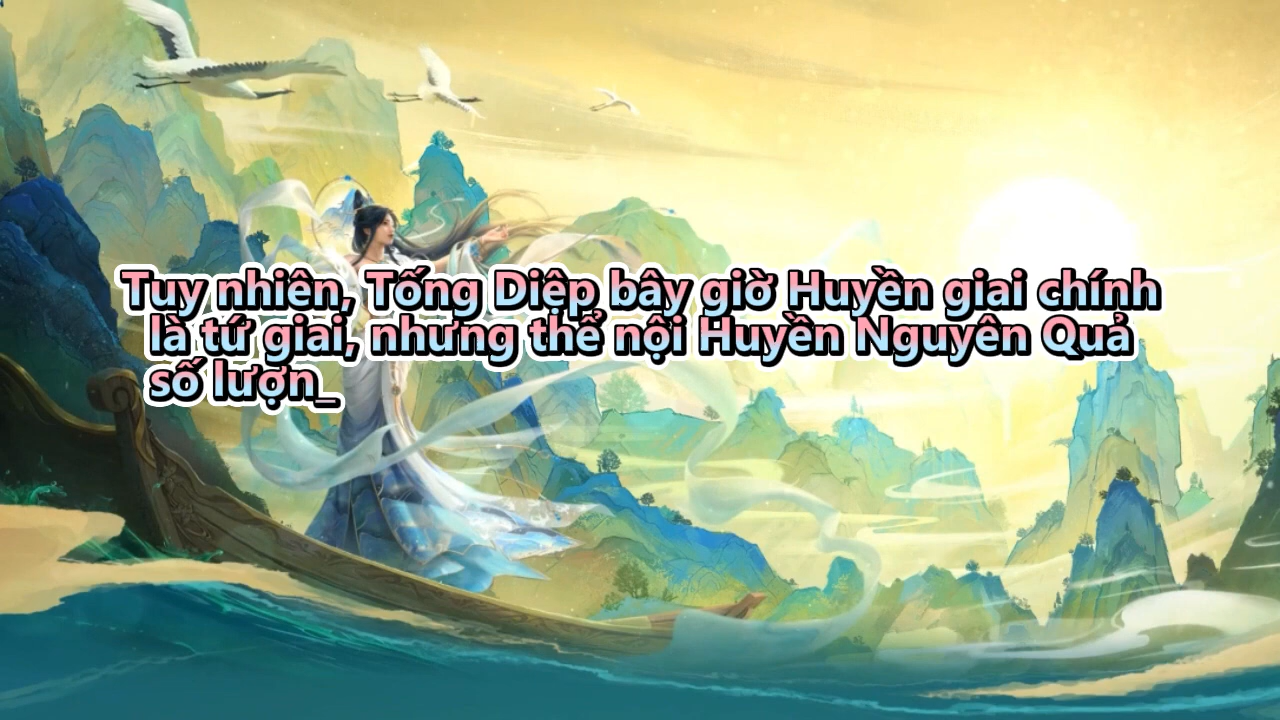 Tuy nhiên, Tống Diệp bây giờ Huyền giai chính
là tứ giai, nhưng thể nội Huyền Nguyên Quả
số lượn_